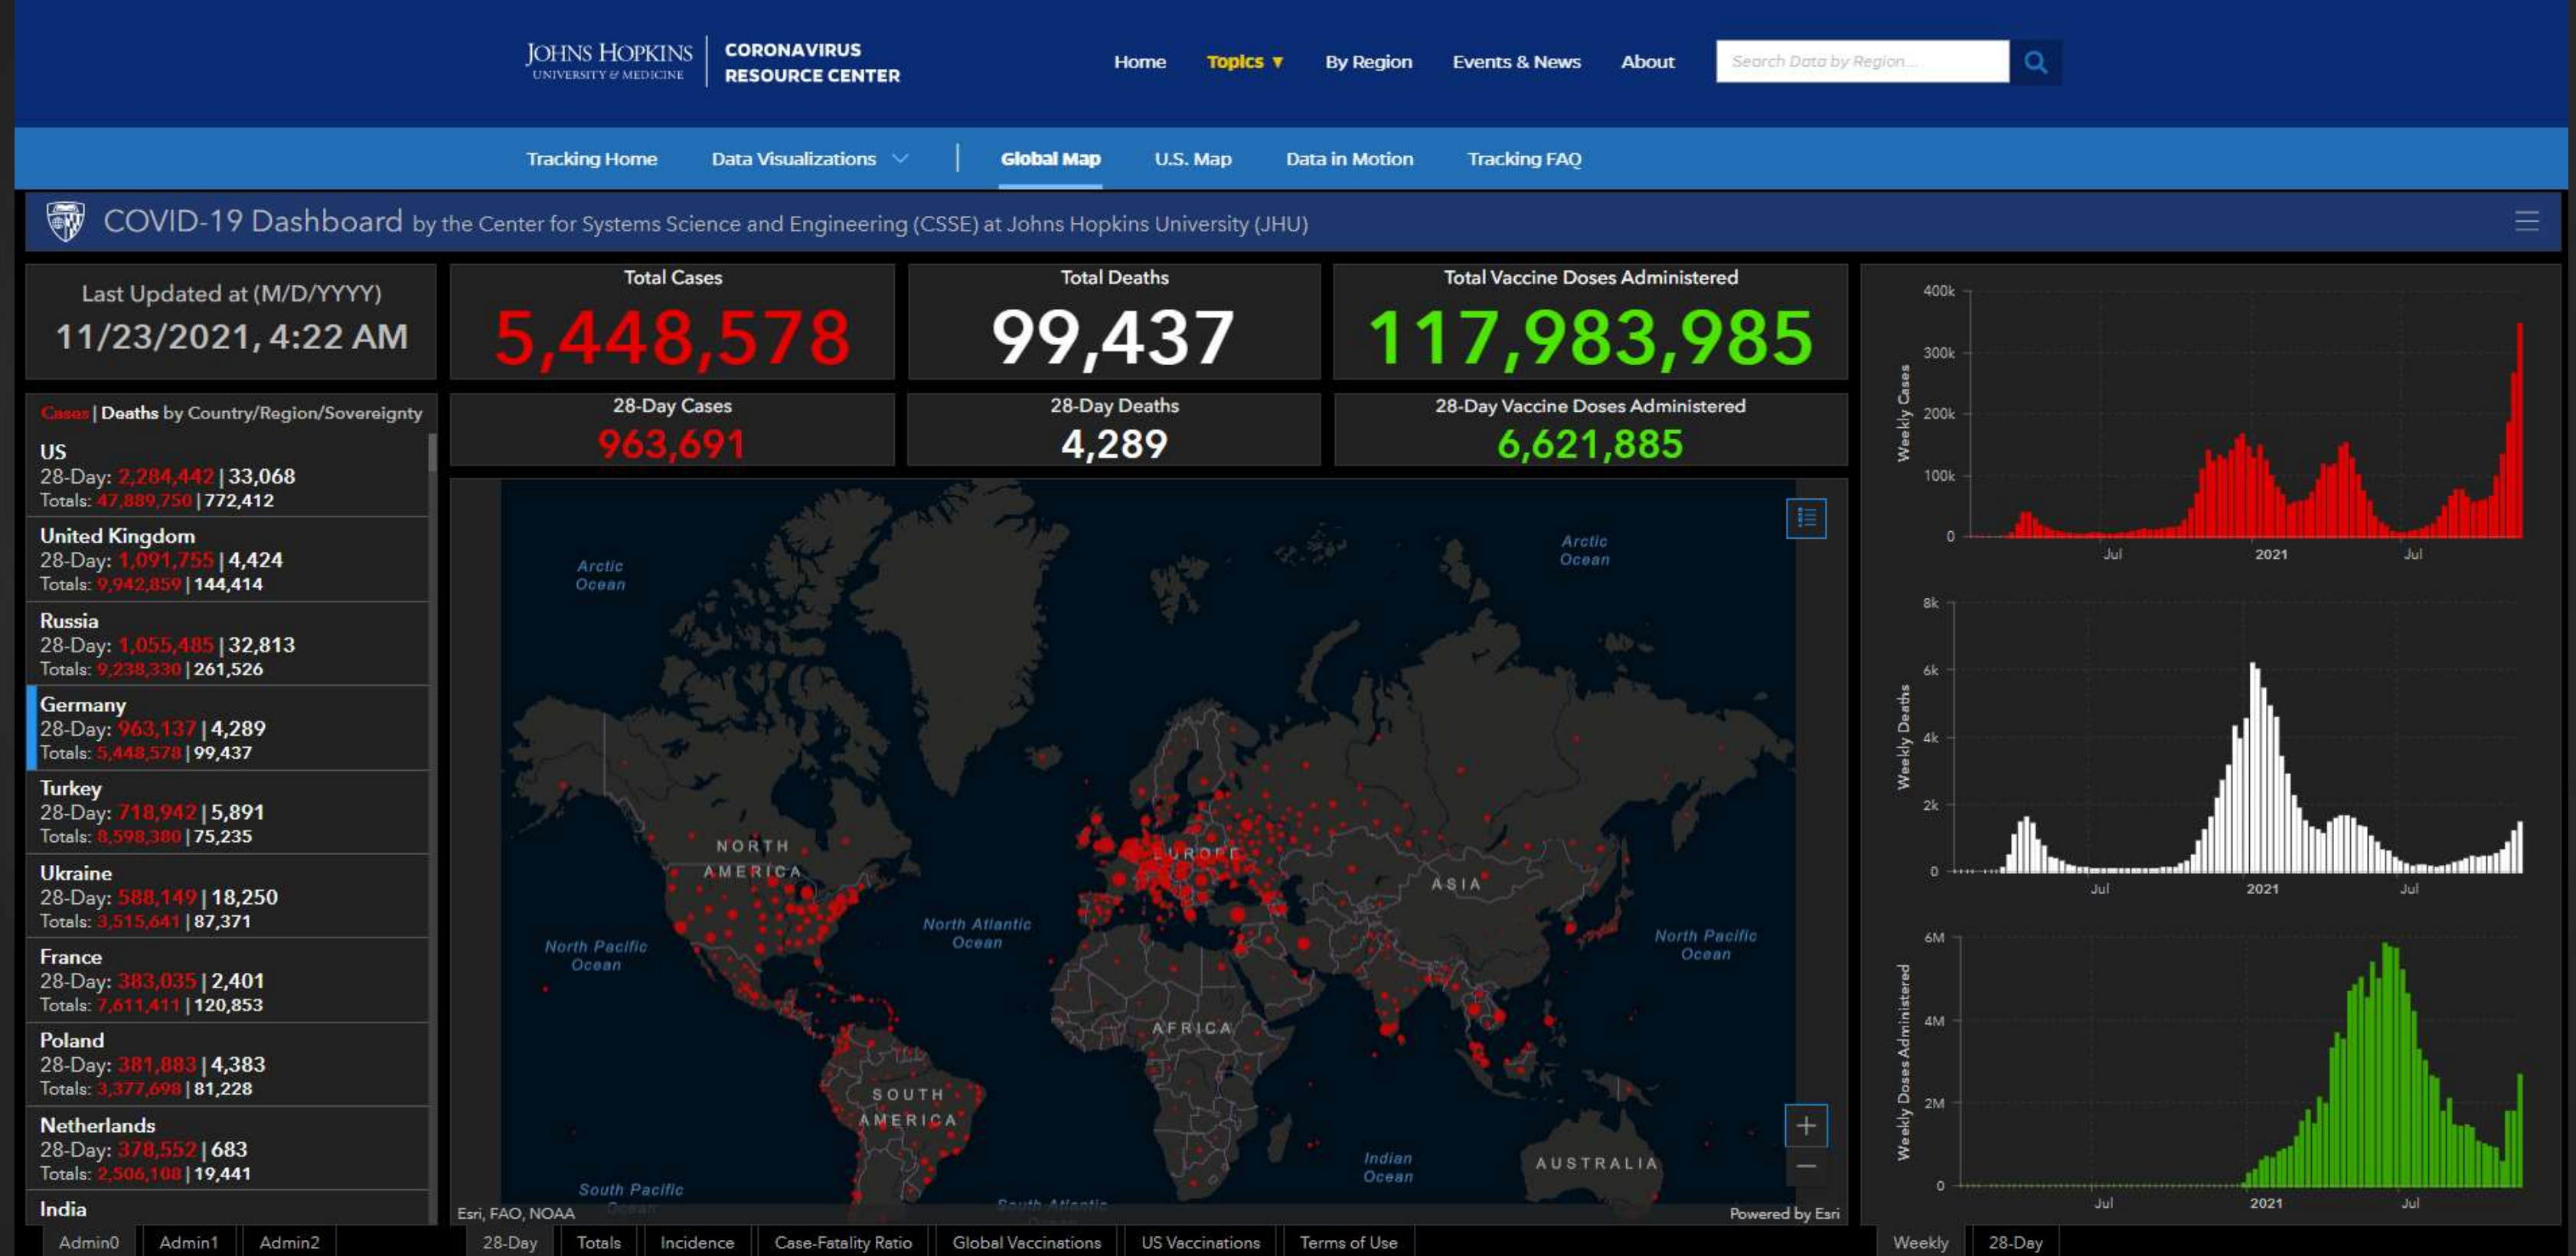 JOHNS HOPKINS
UNIVERSITY & MEDICINE
CORONAVIRUS
RESOURCE CENTER
Home
Topics ▼
By Region
Events & News
About
Search Data by Region...
Tracking Home
Data Visualizations
Global Map
U.S. Map
Data in Motion
Tracking FAQ
COVID-19 Dashboard by the Center for Systems Science and Engineering (CSSE) at Johns Hopkins University (JHU)
Last Updated at (M/D/YYYY)
11/23/2021, 4:22 AM
Cases | Deaths by Country/Region/Sovereignty
US
28-Day: 2,284,442 | 33,068
Totals: 47,889,750 | 772,412
United Kingdom
28-Day: 1,091,755 | 4,424
Totals: 9,942,859 | 144,414
Russia
28-Day: 1,055,485 | 32,813
Totals: 9,238,330 | 261,526
Germany
28-Day: 963,137 | 4,289
Totals: 5,448,578 | 99,437
Turkey
28-Day: 718,942 | 5,891
Totals: 8,598,380 | 75,235
Ukraine
28-Day: 588,149 | 18,250
Totals: 3,515,641 | 87,371
France
28-Day: 383,035 | 2,401
Totals: 7,611,411 | 120,853
Poland
28-Day: 381,883 | 4,383
Totals: 3,377,698 | 81,228
Netherlands
28-Day: 378,552 | 683
Totals: 2,506,108 | 19,441
India
Admin0
Admin1
Admin2
Total Cases
5,448,578
Total Deaths
99,437
Total Vaccine Doses Administered
117,983,985
28-Day Cases
963,691
28-Day Deaths
4,289
28-Day Vaccine Doses Administered
6,621,885
Arctic
Ocean
Arctic
Ocean
NORTH
AMERICA
EUROPE
ASIA
North Atlantic
Ocean
North Pacific
Ocean
North Pacific
Ocean
AFRICA
SOUTH
AMERICA
Indian
Ocean
AUSTRALIA
South Pacific
Ocean
South Atlantic
Esri, FAO, NOAA
Powered by Esri
28-Day
Totals
Incidence
Case-Fatality Ratio
Global Vaccinations
US Vaccinations
Terms of Use
Weekly Cases
400k
300k
200k
100k
0
Jul
2021
Jul
Weekly Deaths
8k
6k
4k
2k
0
Jul
2021
Jul
Weekly Doses Administered
6M
4M
2M
0
Jul
2021
Jul
Weekly
28-Day